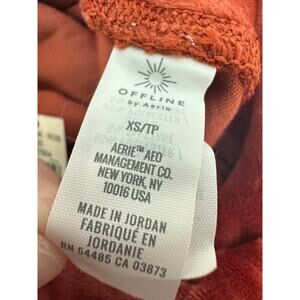 OFFLINE
by Aerie
XS/TP
AERIE™ AEO
MANAGEMENT CO.
NEW YORK, NY
10016 USA
MADE IN JORDAN
FABRIQUÉ EN
JORDANIE
RN 54485 CA 03873